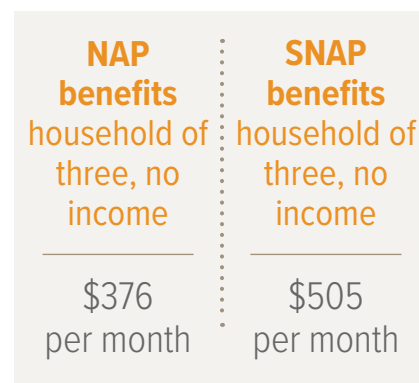 NAP
benefits
household of
three, no
income
$376
per month
SNAP
benefits
household of
three, no
income
$505
per month